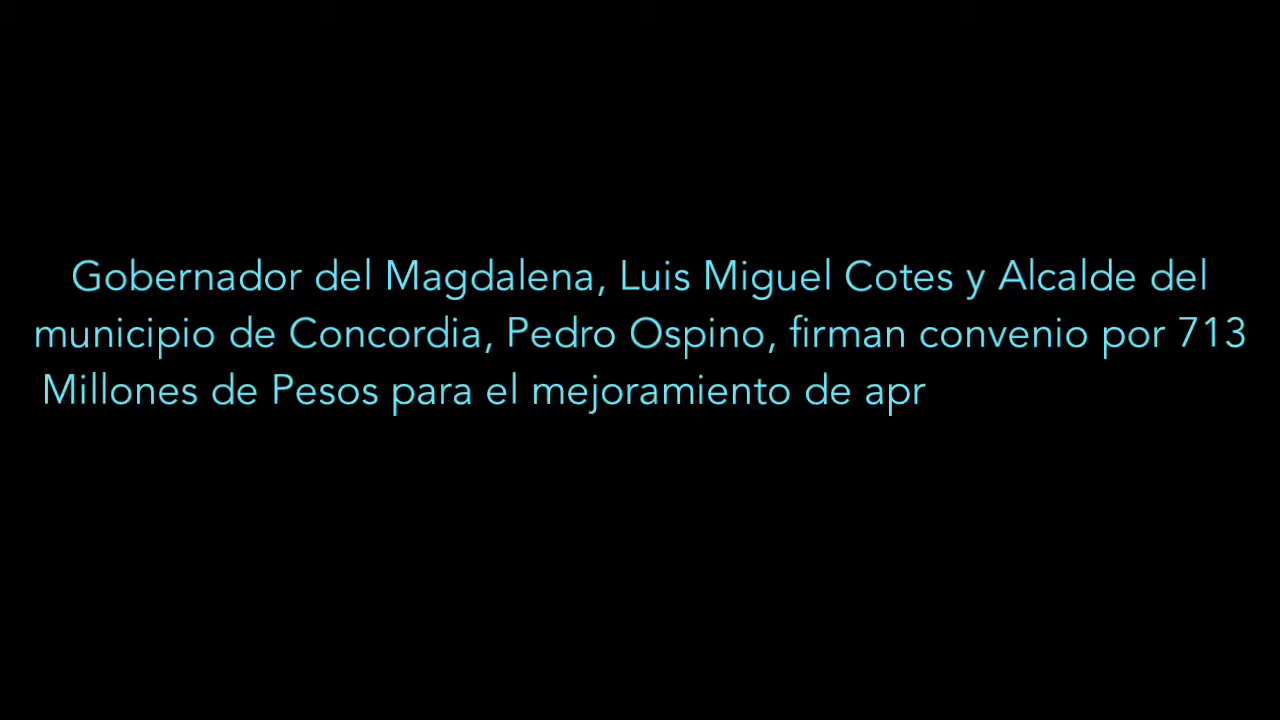 Gobernador del Magdalena, Luis Miguel Cotes y Alcalde del
municipio de Concordia, Pedro Ospino, firman convenio por 713
Millones de Pesos para el mejoramiento de apr